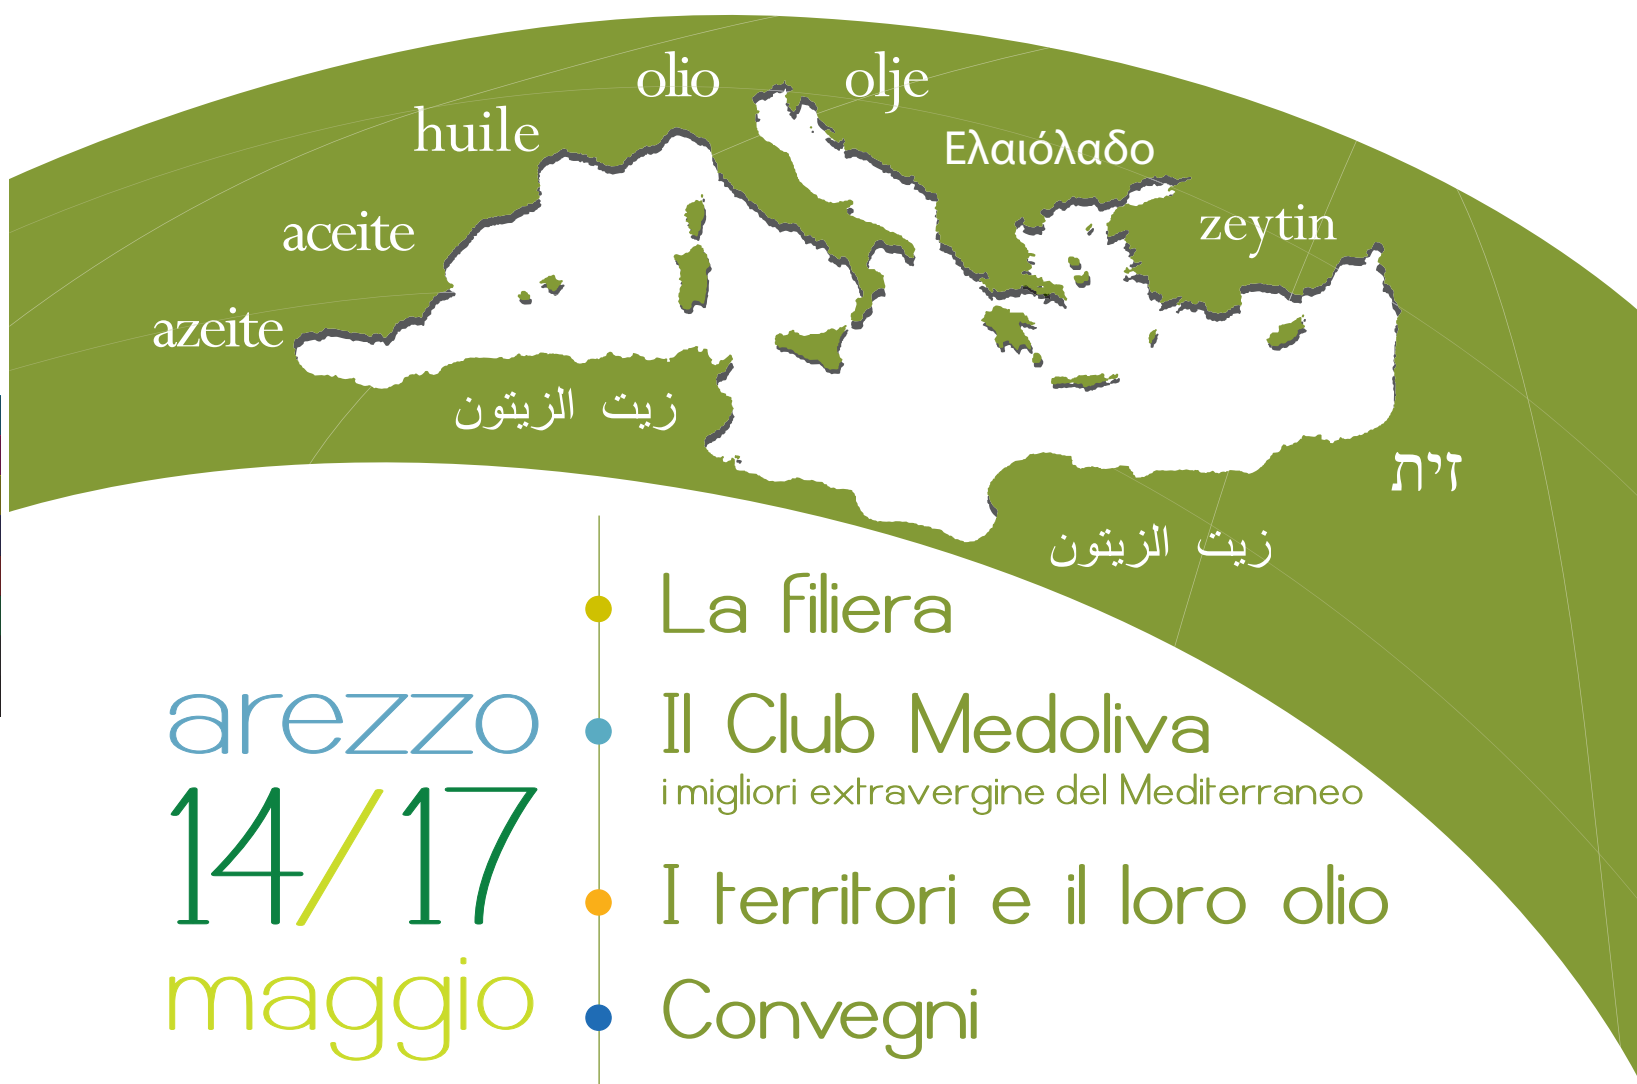 olio
olje
huile
Ελαιόλαδο
aceite
zeytin
azeite
زيت الزيتون
זית
زيت الزيتون
La filiera
arezzo
14/17
maggio
Il Club Medoliva
i migliori extravergine del Mediterraneo
I territori e il loro olio
Convegni